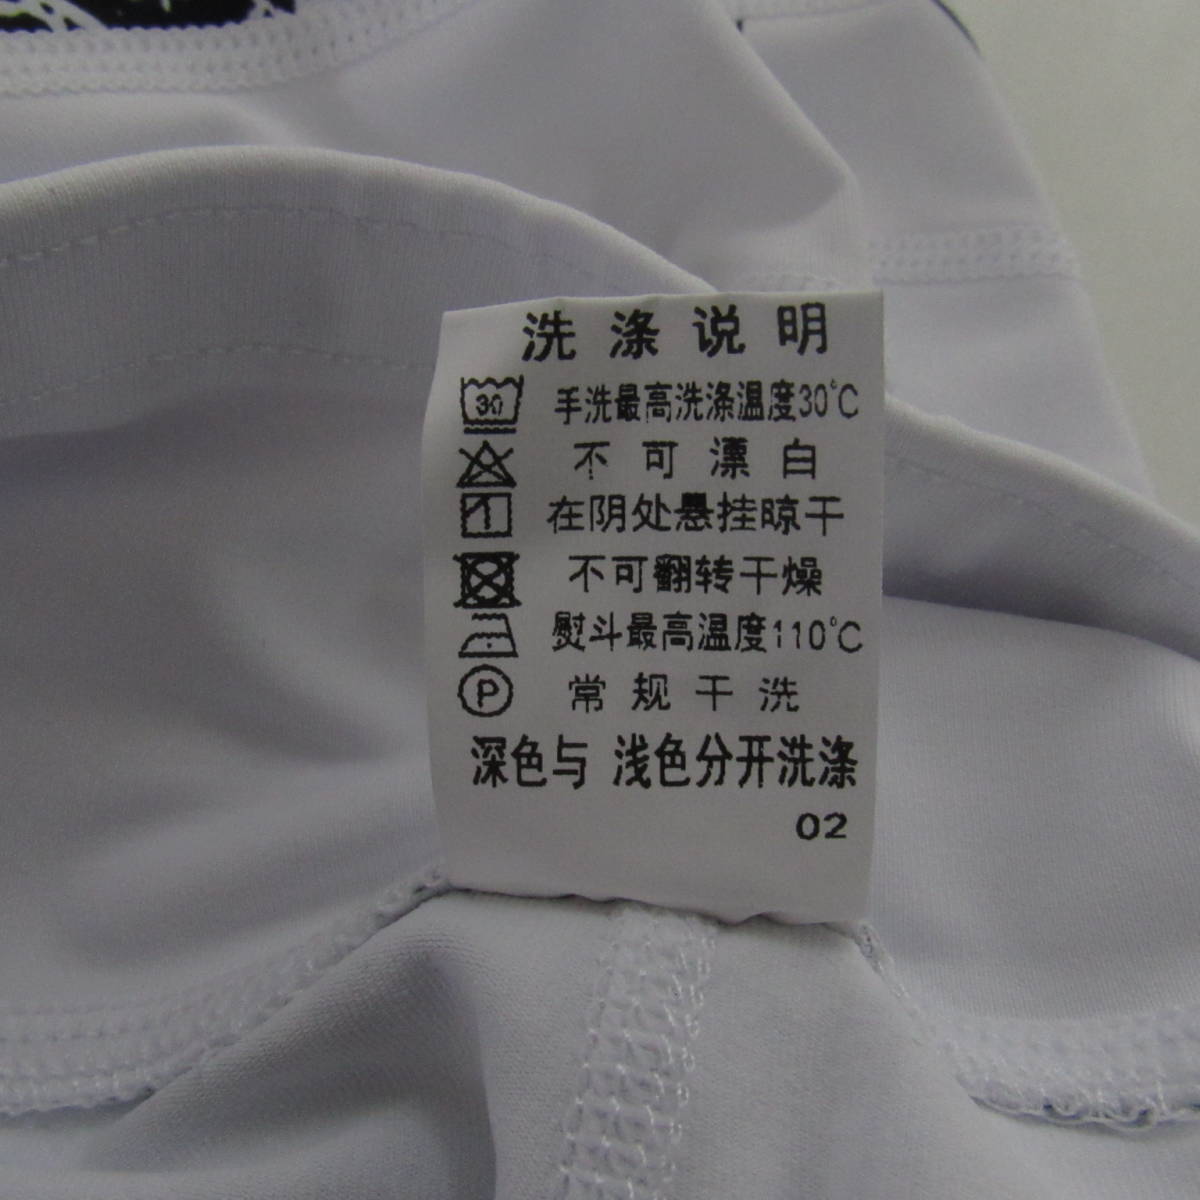 洗涤说明
30 手洗最高洗涤温度30℃
不可漂白
在阴处悬挂晾干
不可翻转干燥
熨斗最高温度110℃
P 常规干洗
深色与 浅色分开洗涤
02